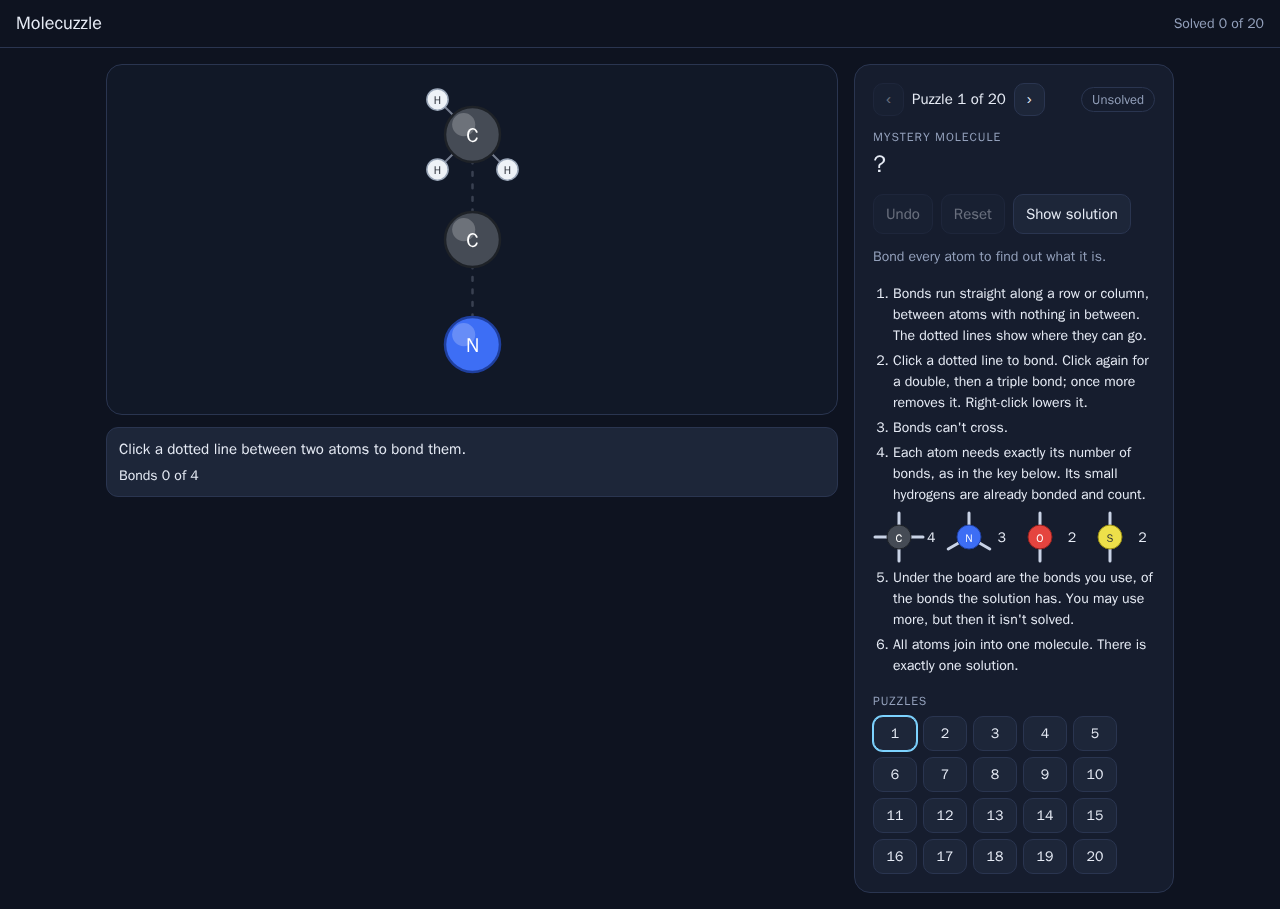 Molecuzzle
Solved 0 of 20
H
C
H
H
C
N
Click a dotted line between two atoms to bond them.
Bonds 0 of 4
‹ Puzzle 1 of 20 › Unsolved
MYSTERY MOLECULE
?
Undo Reset Show solution
Bond every atom to find out what it is.
1. Bonds run straight along a row or column,
between atoms with nothing in between.
The dotted lines show where they can go.
2. Click a dotted line to bond. Click again for
a double, then a triple bond; once more
removes it. Right-click lowers it.
3. Bonds can't cross.
4. Each atom needs exactly its number of
bonds, as in the key below. Its small
hydrogens are already bonded and count.
C 4 N 3 O 2 S 2
5. Under the board are the bonds you use, of
the bonds the solution has. You may use
more, but then it isn't solved.
6. All atoms join into one molecule. There is
exactly one solution.
PUZZLES
1 2 3 4 5
6 7 8 9 10
11 12 13 14 15
16 17 18 19 20